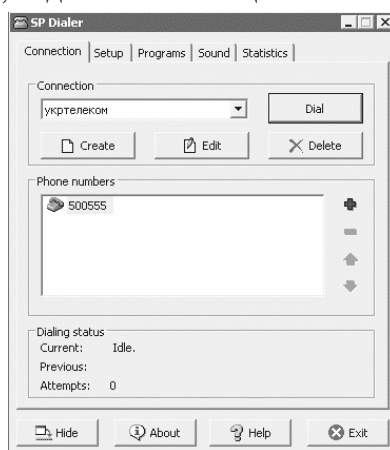 SP Dialer
Connection Setup Programs Sound Statistics
Connection
укртелеком Dial
Create Edit Delete
Phone numbers
500555
Dialing status
Current: Idle.
Previous:
Attempts: 0
Hide About Help Exit